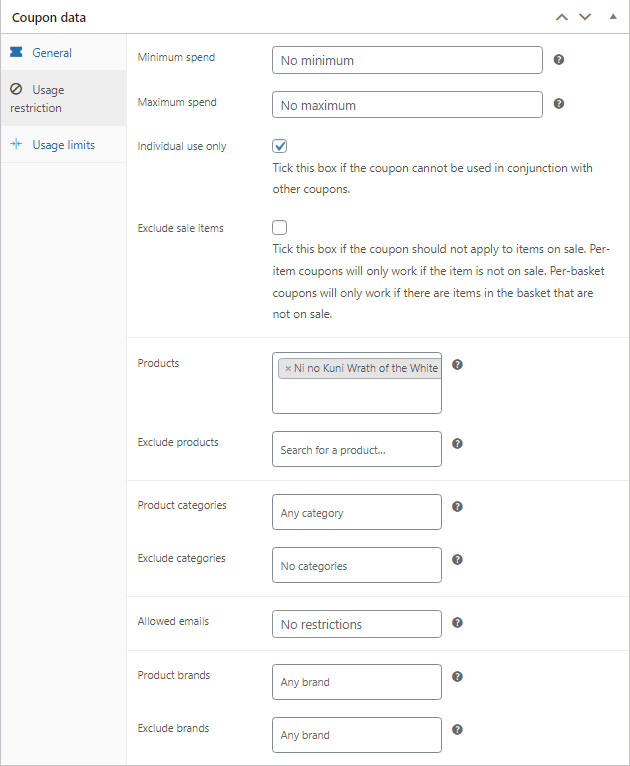 Coupon data
General
Usage
restriction
Usage limits
Minimum spend
No minimum
Maximum spend
No maximum
Individual use only
Tick this box if the coupon cannot be used in conjunction with
other coupons.
Exclude sale items
Tick this box if the coupon should not apply to items on sale. Per-
item coupons will only work if the item is not on sale. Per-basket
coupons will only work if there are items in the basket that are
not on sale.
Products
× Ni no Kuni Wrath of the White
Exclude products
Search for a product...
Product categories
Any category
Exclude categories
No categories
Allowed emails
No restrictions
Product brands
Any brand
Exclude brands
Any brand